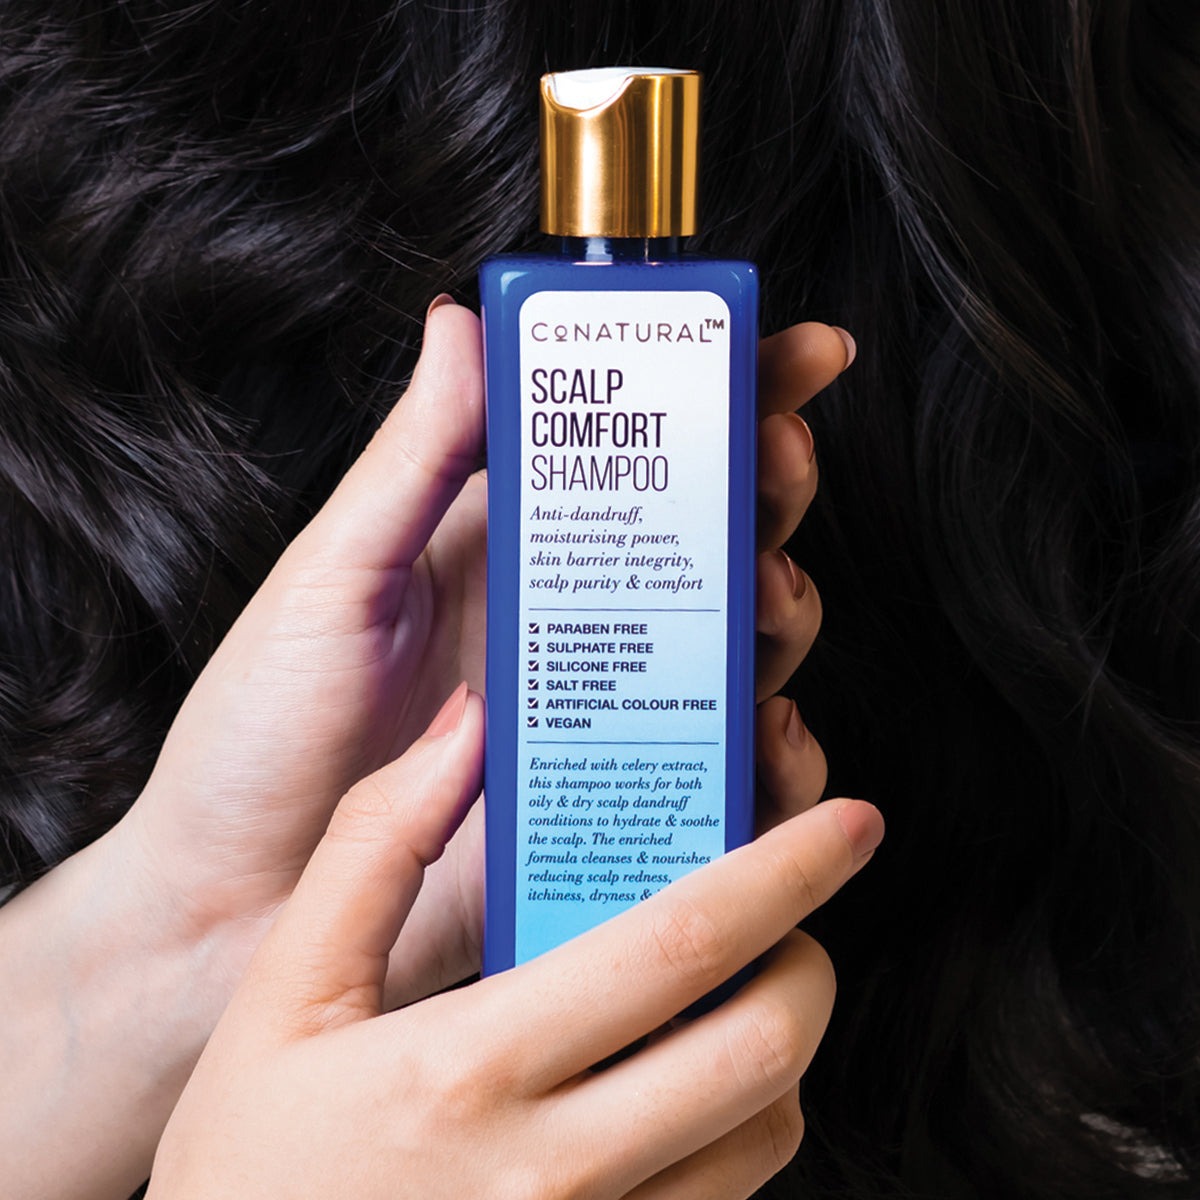 CONATURAL™
SCALP
COMFORT
SHAMPOO
Anti-dandruff,
moisturising power,
skin barrier integrity,
scalp purity & comfort
PARABEN FREE
SULPHATE FREE
SILICONE FREE
SALT FREE
ARTIFICIAL COLOUR FREE
VEGAN
Enriched with celery extract,
this shampoo works for both
oily & dry scalp dandruff
conditions to hydrate & soothe
the scalp. The enriched
formula cleanses & nourishes
reducing scalp redness,
itchiness, dryness &